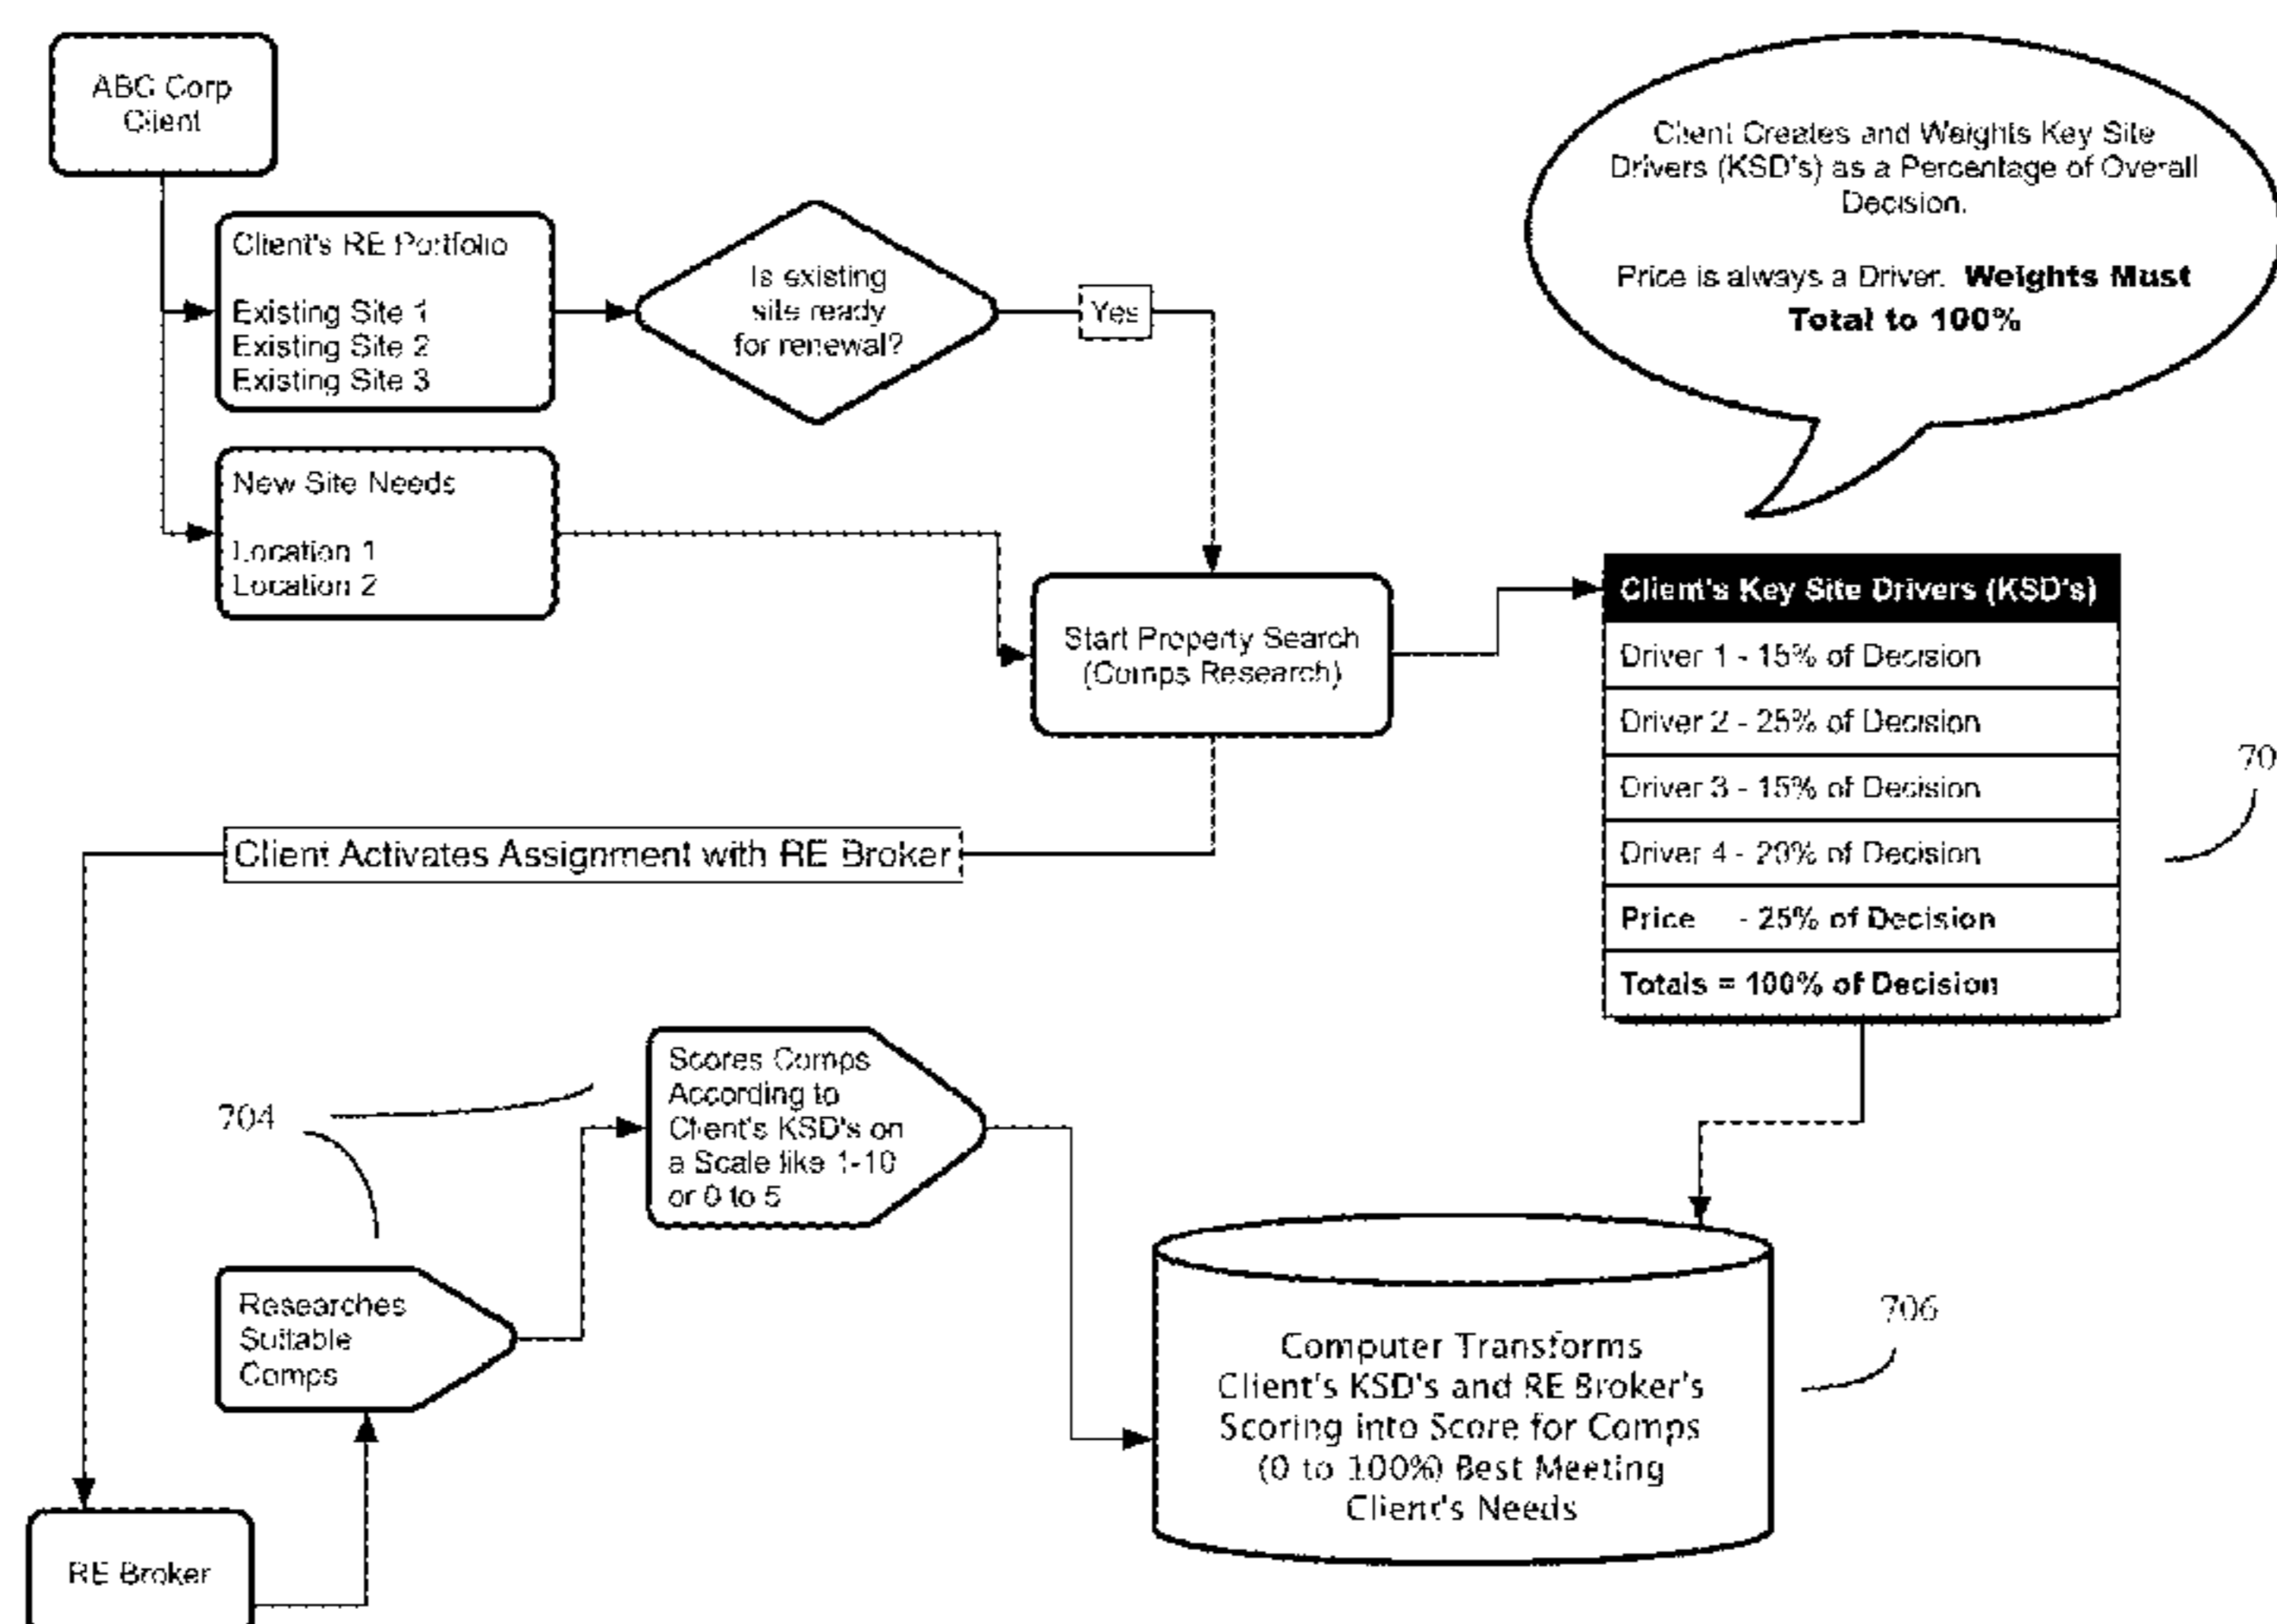 ABC Corp
Client
Client's RE Portfolio
Existing Site 1
Existing Site 2
Existing Site 3
Is existing
site ready
for renewal?
Yes
Client Creates and Weights Key Site
Drivers (KSD's) as a Percentage of Overall
Decision.
Price is always a Driver. Weights Must
Total to 100%
New Site Needs
Location 1
Location 2
Start Property Search
(Comps Research)
Client's Key Site Drivers (KSD's)
Driver 1 - 15% of Decision
Driver 2 - 25% of Decision
Driver 3 - 15% of Decision
Driver 4 - 20% of Decision
Price - 25% of Decision
Totals = 100% of Decision
70
Client Activates Assignment with RE Broker
704
Scores Comps
According to
Client's KSD's on
a Scale like 1-10
or 0 to 5
Researches
Suitable
Comps
Computer Transforms
Client's KSD's and RE Broker's
Scoring into Score for Comps
(0 to 100%) Best Meeting
Client's Needs
706
RE Broker